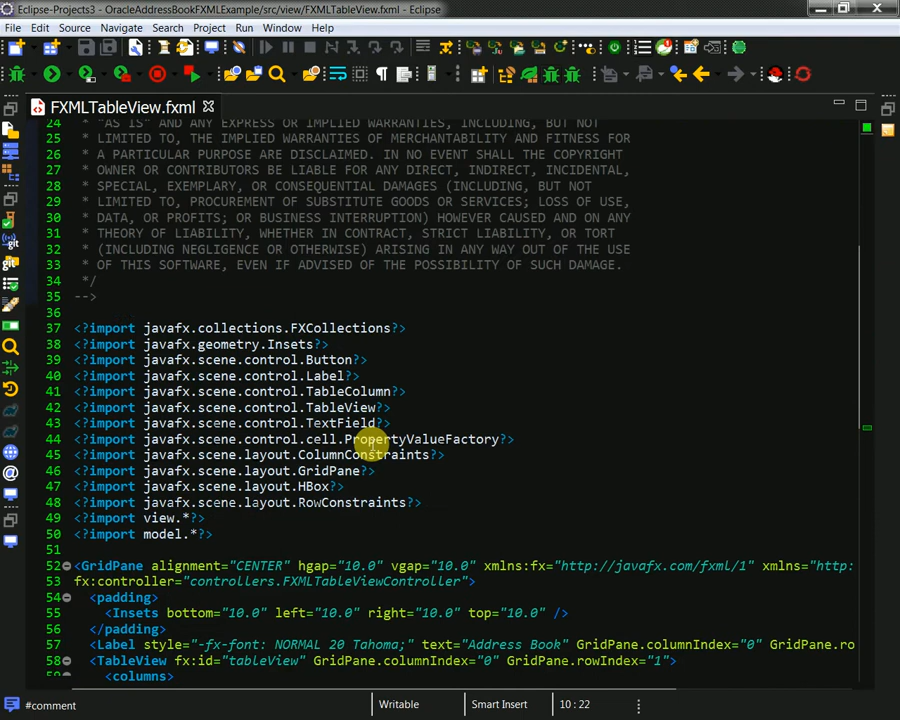 Eclipse-Projects3 - OracleAddressBookFXMLExample/src/view/FXMLTableView.fxml - Eclipse
File Edit Source Navigate Search Project Run Window Help
FXMLTableView.fxml
24 * "AS IS" AND ANY EXPRESS OR IMPLIED WARRANTIES, INCLUDING, BUT NOT
25 * LIMITED TO, THE IMPLIED WARRANTIES OF MERCHANTABILITY AND FITNESS FOR
26 * A PARTICULAR PURPOSE ARE DISCLAIMED. IN NO EVENT SHALL THE COPYRIGHT
27 * OWNER OR CONTRIBUTORS BE LIABLE FOR ANY DIRECT, INDIRECT, INCIDENTAL,
28 * SPECIAL, EXEMPLARY, OR CONSEQUENTIAL DAMAGES (INCLUDING, BUT NOT
29 * LIMITED TO, PROCUREMENT OF SUBSTITUTE GOODS OR SERVICES; LOSS OF USE,
30 * DATA, OR PROFITS; OR BUSINESS INTERRUPTION) HOWEVER CAUSED AND ON ANY
31 * THEORY OF LIABILITY, WHETHER IN CONTRACT, STRICT LIABILITY, OR TORT
32 * (INCLUDING NEGLIGENCE OR OTHERWISE) ARISING IN ANY WAY OUT OF THE USE
33 * OF THIS SOFTWARE, EVEN IF ADVISED OF THE POSSIBILITY OF SUCH DAMAGE.
34 */
35 -->
36
37 <?import javafx.collections.FXCollections?>
38 <?import javafx.geometry.Insets?>
39 <?import javafx.scene.control.Button?>
40 <?import javafx.scene.control.Label?>
41 <?import javafx.scene.control.TableColumn?>
42 <?import javafx.scene.control.TableView?>
43 <?import javafx.scene.control.TextField?>
44 <?import javafx.scene.control.cell.PropertyValueFactory?>
45 <?import javafx.scene.layout.ColumnConstraints?>
46 <?import javafx.scene.layout.GridPane?>
47 <?import javafx.scene.layout.HBox?>
48 <?import javafx.scene.layout.RowConstraints?>
49 <?import view.*?>
50 <?import model.*?>
51
52 <GridPane alignment="CENTER" hgap="10.0" vgap="10.0" xmlns:fx="http://javafx.com/fxml/1" xmlns="http:
53 fx:controller="controllers.FXMLTableViewController">
54 <padding>
55 <Insets bottom="10.0" left="10.0" right="10.0" top="10.0" />
56 </padding>
57 <Label style="-fx-font: NORMAL 20 Tahoma;" text="Address Book" GridPane.columnIndex="0" GridPane.ro
58 <TableView fx:id="tableView" GridPane.columnIndex="0" GridPane.rowIndex="1">
59 <columns>
#comment Writable Smart Insert 10 : 22